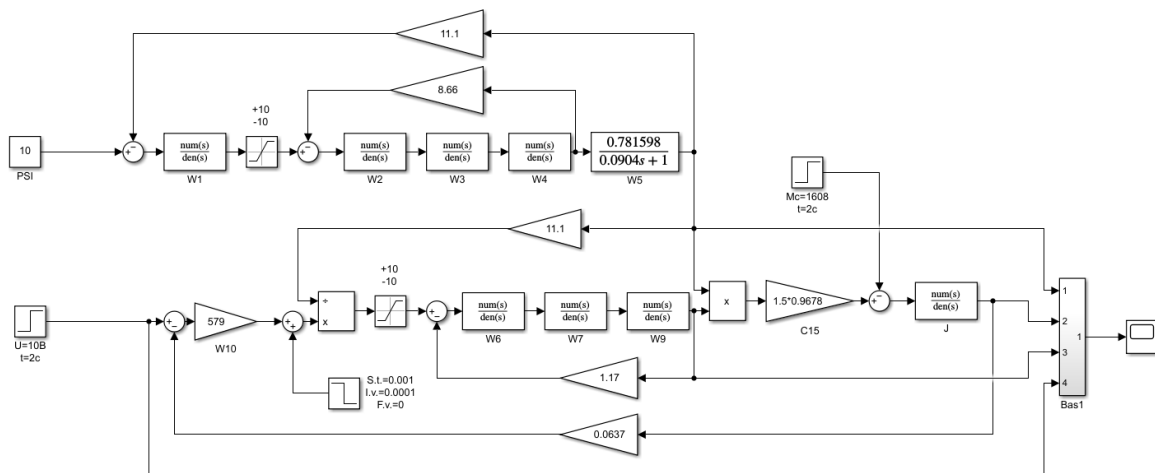 11.1
8.66
+10
-10
10
PSI
+
−
num(s)
den(s)
W1
+
−
num(s)
den(s)
W2
num(s)
den(s)
W3
num(s)
den(s)
W4
0.781598
0.0904s + 1
W5
Mc=1608
t=2c
11.1
+10
-10
U=10B
t=2c
+
−
579
W10
+
+
÷
x
+
−
num(s)
den(s)
W6
num(s)
den(s)
W7
num(s)
den(s)
W9
x
1.5*0.9678
C15
+
−
num(s)
den(s)
J
1
2
3
4
1
Bas1
S.t.=0.001
I.v.=0.0001
F.v.=0
1.17
0.0637